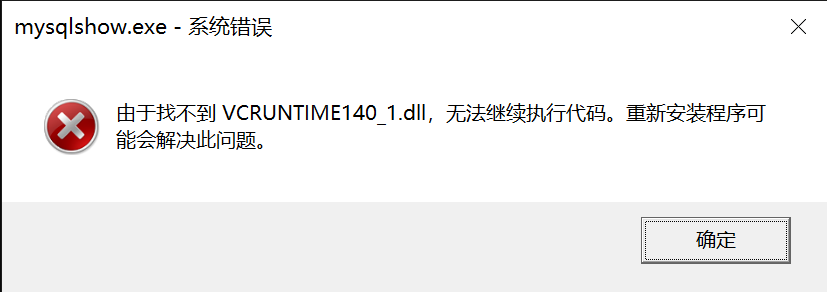 mysqlshow.exe - 系统错误
由于找不到 VCRUNTIME140_1.dll，无法继续执行代码。重新安装程序可
能会解决此问题。
确定